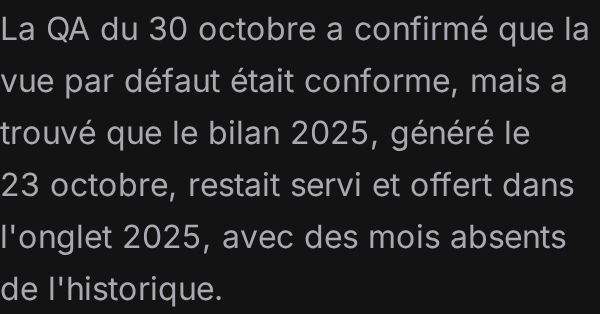 La QA du 30 octobre a confirmé que la
vue par défaut était conforme, mais a
trouvé que le bilan 2025, généré le
23 octobre, restait servi et offert dans
l'onglet 2025, avec des mois absents
de l'historique.